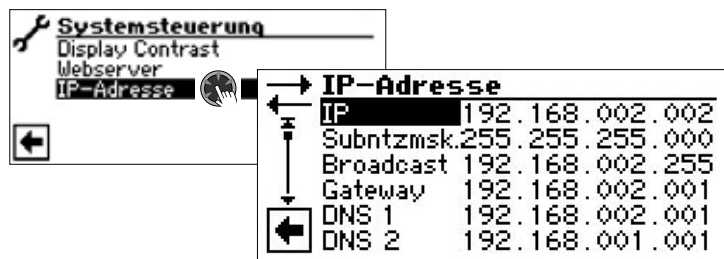 Systemsteuerung
Display Contrast
Webserver
IP-Adresse
IP-Adresse
IP 192.168.002.002
Subntzmsk.255.255.255.000
Broadcast 192.168.002.255
Gateway 192.168.002.001
DNS 1 192.168.002.001
DNS 2 192.168.001.001